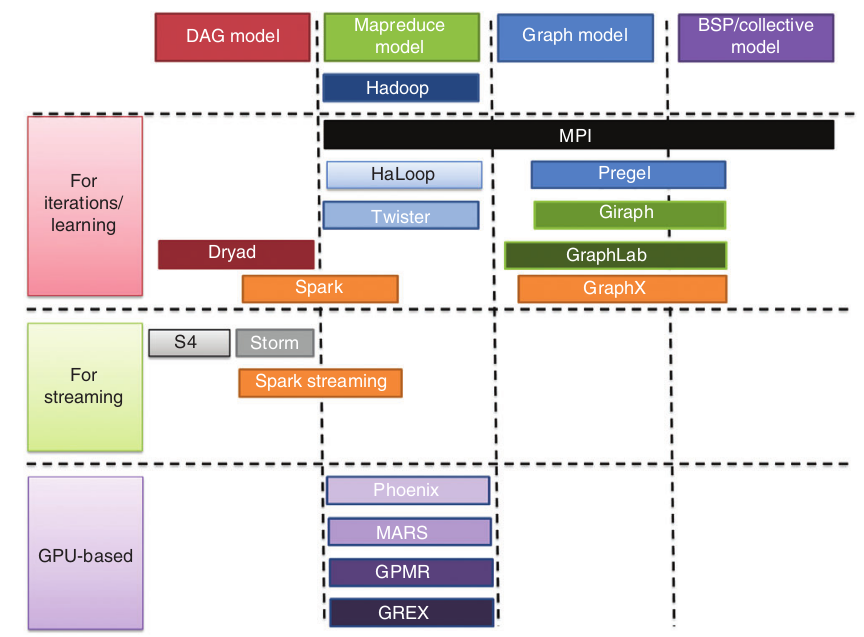 DAG model
Mapreduce
model
Graph model
BSP/collective
model
Hadoop
For
iterations/
learning
MPI
HaLoop
Pregel
Twister
Giraph
Dryad
GraphLab
Spark
GraphX
For
streaming
S4
Storm
Spark streaming
GPU-based
Phoenix
MARS
GPMR
GREX